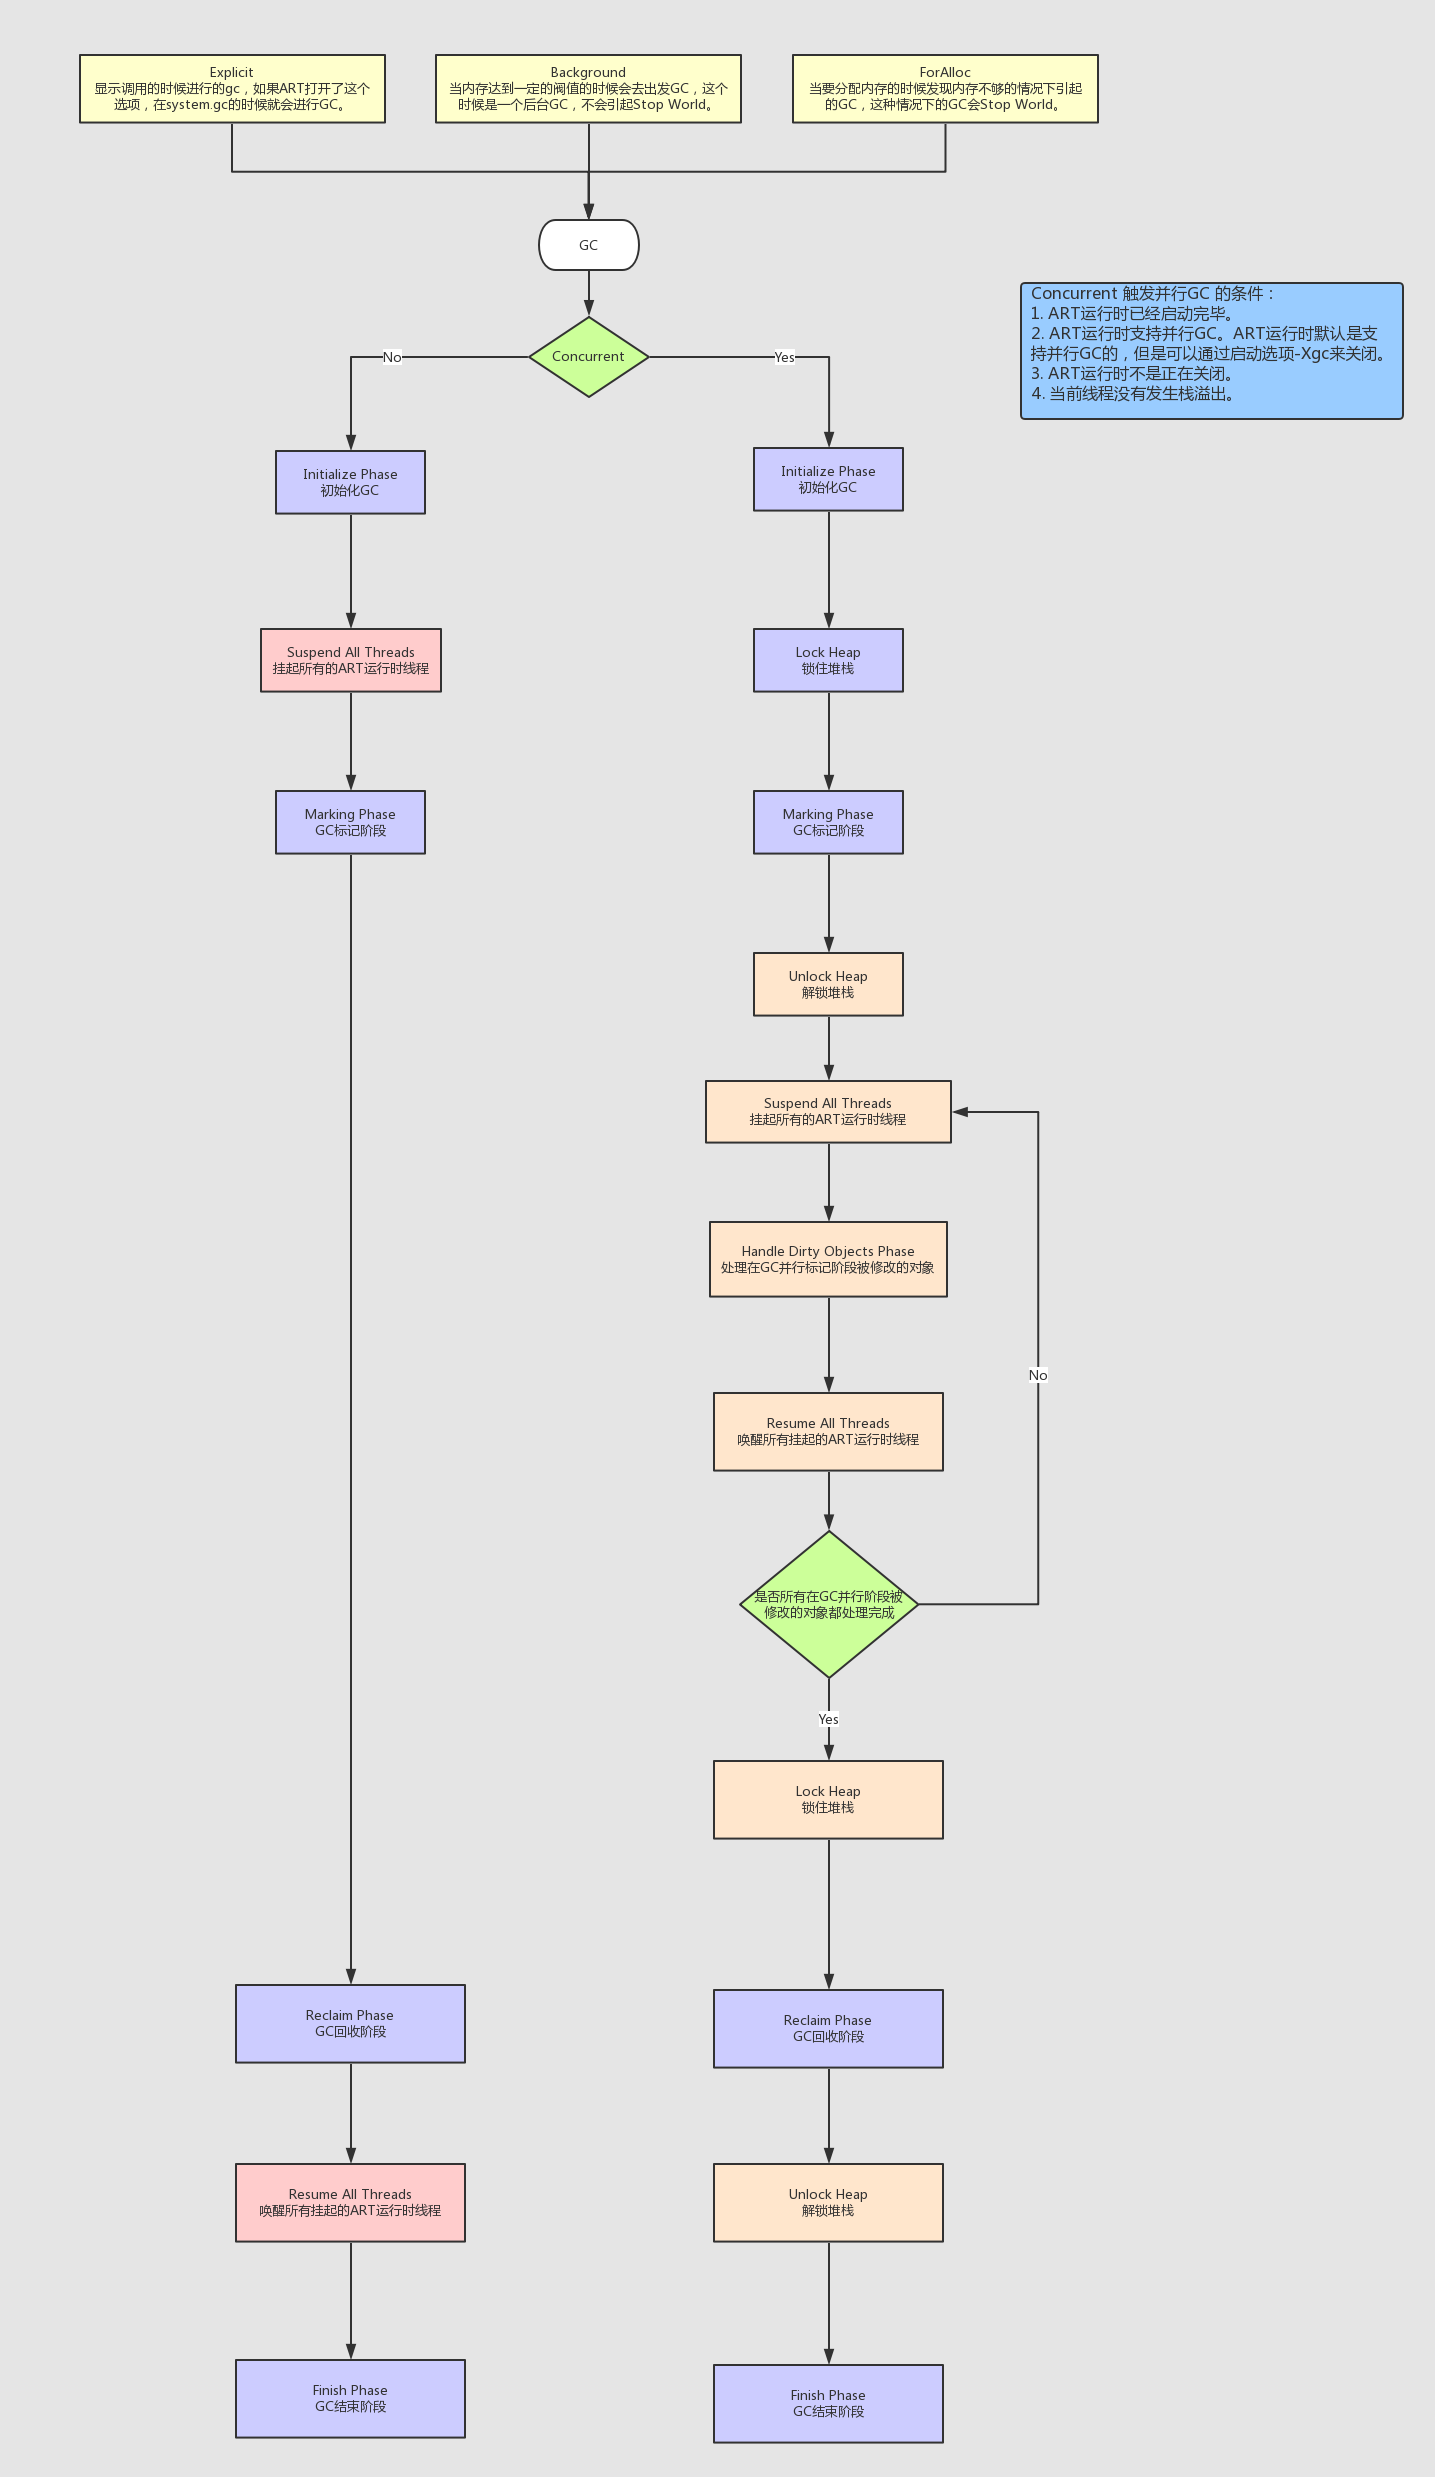 Explicit
显示调用的时候进行的gc，如果ART打开了这个
选项，在system.gc的时候就会进行GC。
Background
当内存达到一定的阀值的时候会去出发GC，这个
时候是一个后台GC，不会引起Stop World。
ForAlloc
当要分配内存的时候发现内存不够的情况下引起
的GC，这种情况下的GC会Stop World。
GC
Concurrent 触发并行GC 的条件：
1. ART运行时已经启动完毕。
2. ART运行时支持并行GC。ART运行时默认是支
持并行GC的，但是可以通过启动选项-Xgc来关闭。
3. ART运行时不是正在关闭。
4. 当前线程没有发生栈溢出。
No
Concurrent
Yes
Initialize Phase
初始化GC
Initialize Phase
初始化GC
Suspend All Threads
挂起所有的ART运行时线程
Lock Heap
锁住堆栈
Marking Phase
GC标记阶段
Marking Phase
GC标记阶段
Unlock Heap
解锁堆栈
Suspend All Threads
挂起所有的ART运行时线程
Handle Dirty Objects Phase
处理在GC并行标记阶段被修改的对象
No
Resume All Threads
唤醒所有挂起的ART运行时线程
是否所有在GC并行阶段被
修改的对象都处理完成
Yes
Lock Heap
锁住堆栈
Reclaim Phase
GC回收阶段
Reclaim Phase
GC回收阶段
Resume All Threads
唤醒所有挂起的ART运行时线程
Unlock Heap
解锁堆栈
Finish Phase
GC结束阶段
Finish Phase
GC结束阶段